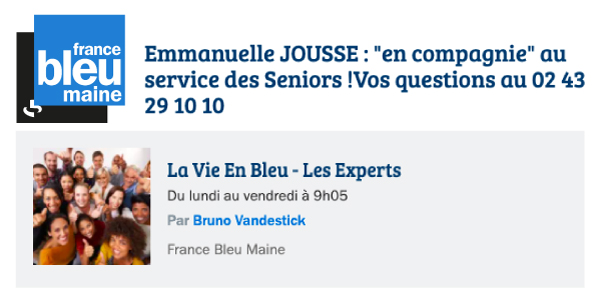 france
bleu
maine
Emmanuelle JOUSSE : "en compagnie" au
service des Seniors !Vos questions au 02 43
29 10 10
La Vie En Bleu - Les Experts
Du lundi au vendredi à 9h05
Par Bruno Vandestick
France Bleu Maine